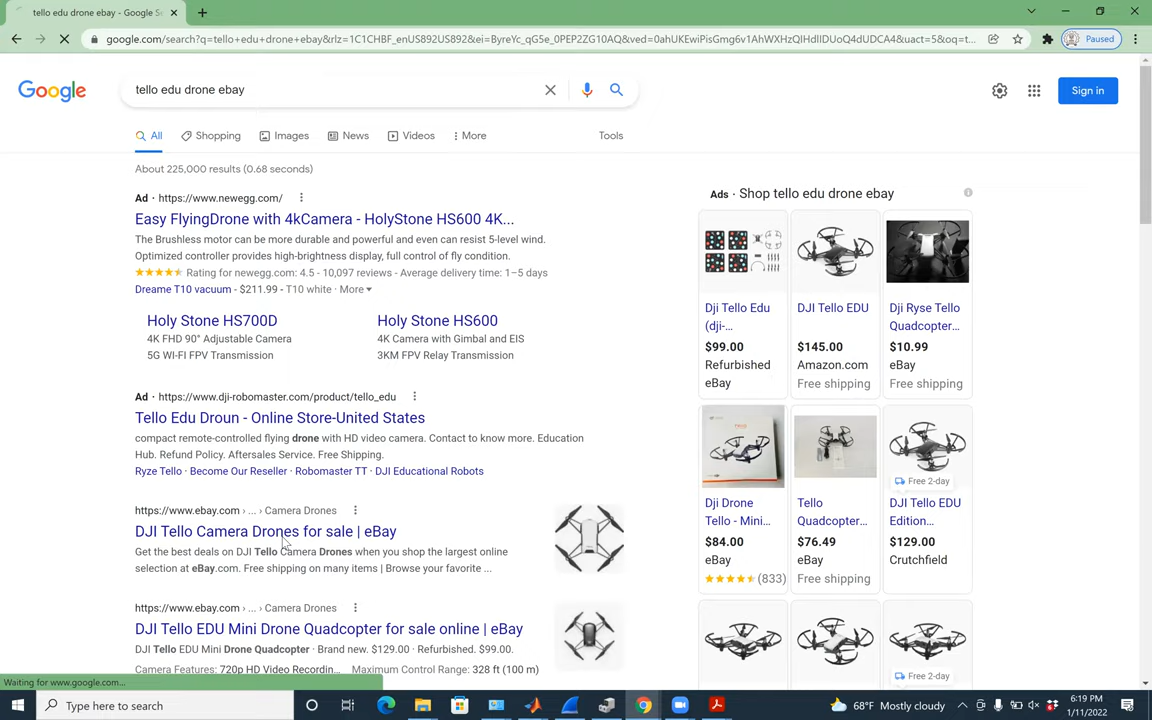 tello edu drone ebay - Google Se
google.com/search?q=tello+edu+drone+ebay&rlz=1C1CHBF_enUS892US892&ei=ByreYc_qG5e_0PEP2ZG10AQ&ved=0ahUKEwiPisGmg6v1AhWXHzQIHdlIDUoQ4dUDCA4&uact=5&oq=t...
Paused
Google
tello edu drone ebay
Sign in
All Shopping Images News Videos More Tools
About 225,000 results (0.68 seconds)
Ad · https://www.newegg.com/
Easy FlyingDrone with 4kCamera - HolyStone HS600 4K...
The Brushless motor can be more durable and powerful and even can resist 5-level wind.
Optimized controller provides high-brightness display, full control of fly condition.
Rating for newegg.com: 4.5 - 10,097 reviews - Average delivery time: 1–5 days
Dreame T10 vacuum - $211.99 - T10 white · More
Holy Stone HS700D
4K FHD 90° Adjustable Camera
5G WI-FI FPV Transmission
Holy Stone HS600
4K Camera with Gimbal and EIS
3KM FPV Relay Transmission
Ad · https://www.dji-robomaster.com/product/tello_edu
Tello Edu Droun - Online Store-United States
compact remote-controlled flying drone with HD video camera. Contact to know more. Education
Hub. Refund Policy. Aftersales Service. Free Shipping.
Ryze Tello · Become Our Reseller · Robomaster TT · DJI Educational Robots
https://www.ebay.com › ... › Camera Drones
DJI Tello Camera Drones for sale | eBay
Get the best deals on DJI Tello Camera Drones when you shop the largest online
selection at eBay.com. Free shipping on many items | Browse your favorite ...
https://www.ebay.com › ... › Camera Drones
DJI Tello EDU Mini Drone Quadcopter for sale online | eBay
DJI Tello EDU Mini Drone Quadcopter · Brand new. $129.00 · Refurbished. $99.00.
Camera Features: 720p HD Video Recordin... Maximum Control Range: 328 ft (100 m)
Ads · Shop tello edu drone ebay
Dji Tello Edu
(dji-...
$99.00
Refurbished
eBay
DJI Tello EDU
$145.00
Amazon.com
Free shipping
Dji Ryse Tello
Quadcopter...
$10.99
eBay
Free shipping
Dji Drone
Tello - Mini...
$84.00
eBay
(833)
Tello
Quadcopter...
$76.49
eBay
Free shipping
Free 2-day
DJI Tello EDU
Edition...
$129.00
Crutchfield
Free 2-day
Waiting for www.google.com...
Type here to search
68°F Mostly cloudy
6:19 PM
1/11/2022